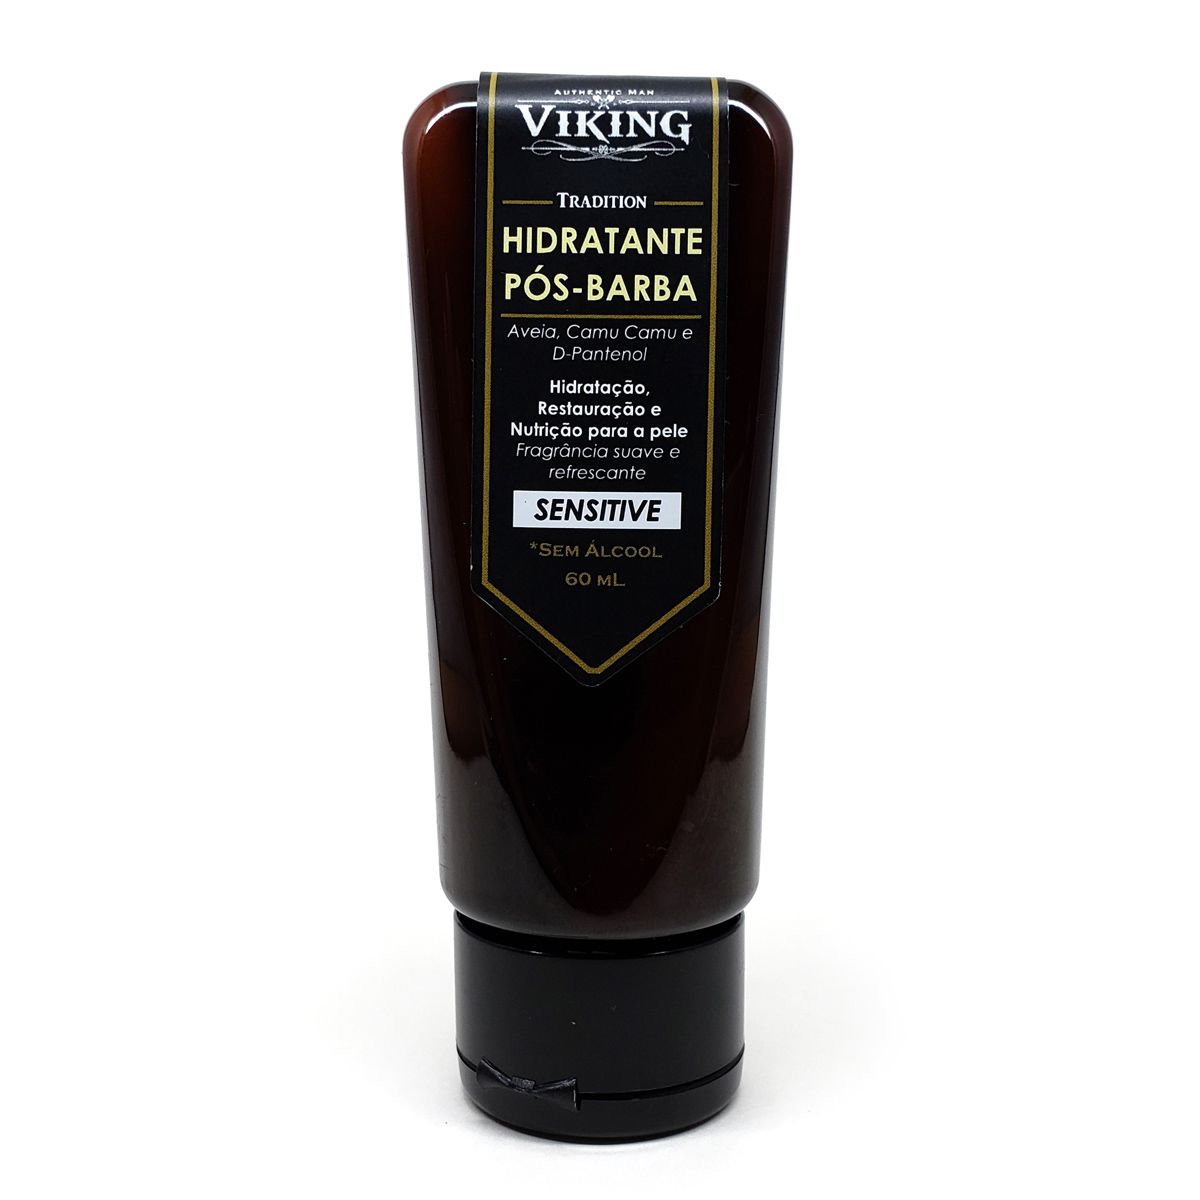 AUTHENTIC MAN
VIKING
TRADITION
HIDRATANTE
PÓS-BARBA
Aveia, Camu Camu e
D-Pantenol
Hidratação,
Restauração e
Nutrição para a pele
Fragrância suave e
refrescante
SENSITIVE
*SEM ÁLCOOL
60 mL